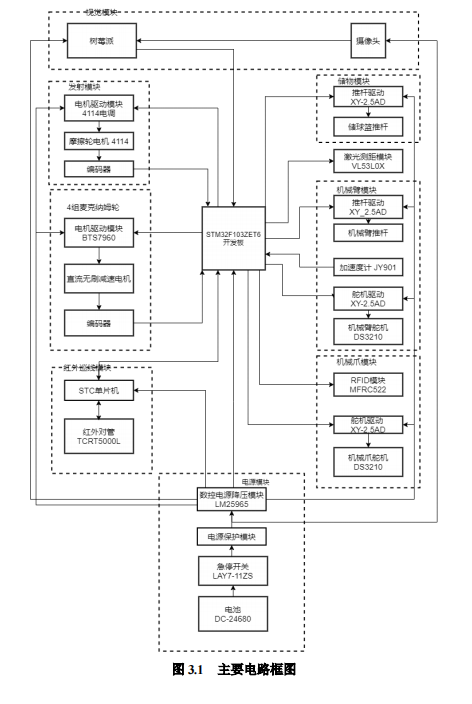 视觉模块
树莓派
摄像头
发射模块
电机驱动模块
4114电调
摩擦轮电机 4114
编码器
储物模块
推杆驱动
XY-2.5AD
储球蓝推杆
激光测距模块
VL53L0X
4组麦克纳姆轮
电机驱动模块
BTS7960
直流无刷减速电机
编码器
STM32F103ZET6
开发板
机械臂模块
推杆驱动
XY_2.5AD
机械臂推杆
加速度计 JY901
舵机驱动
XY-2.5AD
机械臂舵机
DS3210
红外巡线模块
STC单片机
红外对管
TCRT5000L
机械爪模块
RFID模块
MFRC522
舵机驱动
XY-2.5AD
机械爪舵机
DS3210
电源模块
数控电源降压模块
LM25965
电源保护模块
急停开关
LAY7-11ZS
电池
DC-24680
图 3.1 主要电路框图